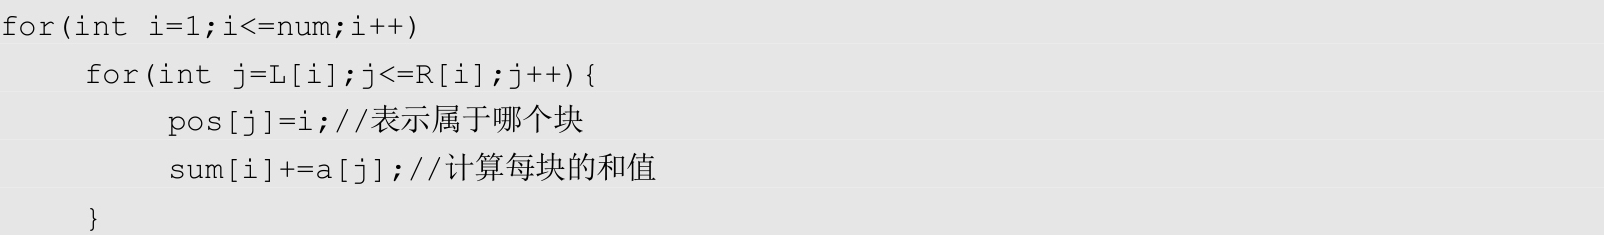 for(int i=1;i<=num;i++)
for(int j=L[i];j<=R[i];j++){
pos[j]=i;//表示属于哪个块
sum[i]+=a[j];//计算每块的和值
}